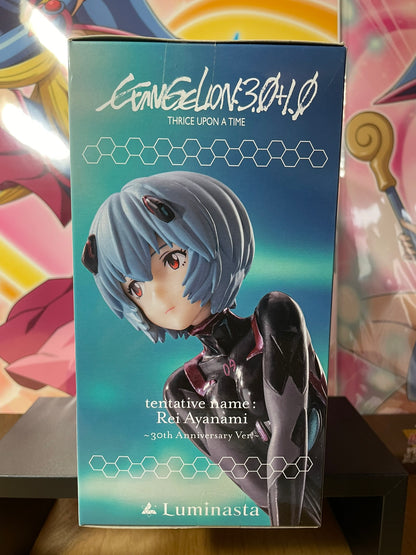 EVANGELION:3.0+1.0
THRICE UPON A TIME
tentative name:
Rei Ayanami
~30th Anniversary Ver.~
Luminasta